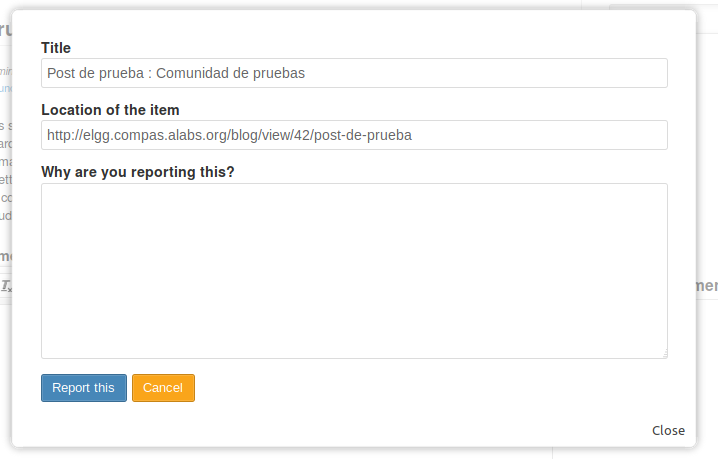 Title
Post de prueba : Comunidad de pruebas
Location of the item
http://elgg.compas.alabs.org/blog/view/42/post-de-prueba
Why are you reporting this?
Report this Cancel
Close